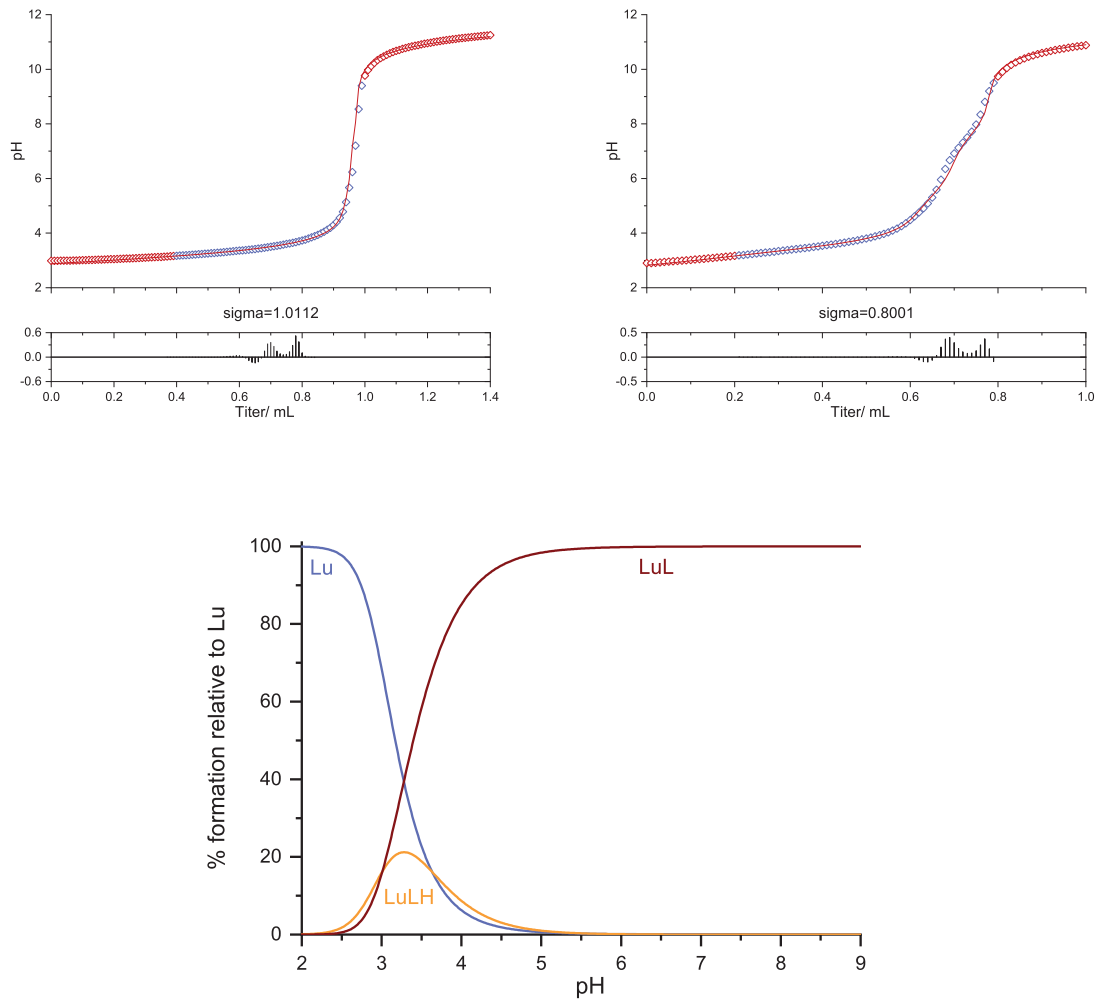 12
10
8
6
4
2
pH
sigma=1.0112
0.6
0.0
-0.6
0.0 0.2 0.4 0.6 0.8 1.0 1.2 1.4
Titer/ mL
12
10
8
6
4
2
pH
sigma=0.8001
0.5
0.0
-0.5
0.0 0.2 0.4 0.6 0.8 1.0
Titer/ mL
100
80
60
40
20
0
% formation relative to Lu
Lu
LuL
LuLH
2 3 4 5 6 7 8 9
pH